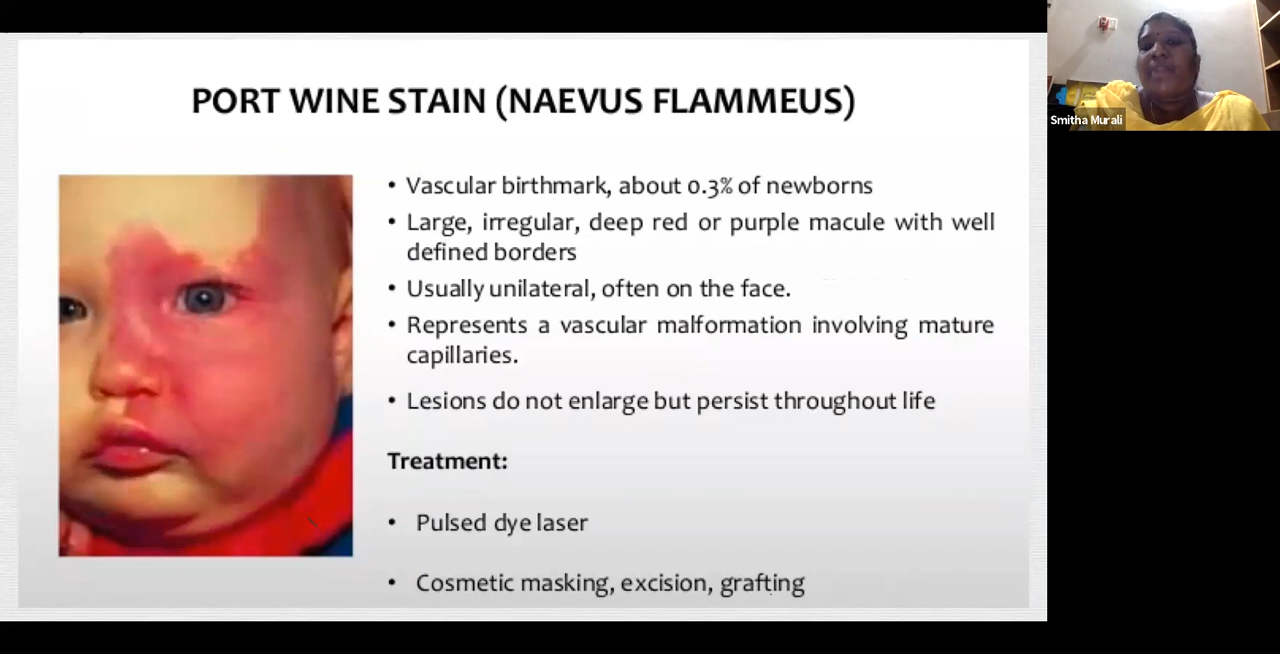 PORT WINE STAIN (NAEVUS FLAMMEUS)
• Vascular birthmark, about 0.3% of newborns
• Large, irregular, deep red or purple macule with well
defined borders
• Usually unilateral, often on the face.
• Represents a vascular malformation involving mature
capillaries.
• Lesions do not enlarge but persist throughout life
Treatment:
• Pulsed dye laser
• Cosmetic masking, excision, grafting
Smitha Murali